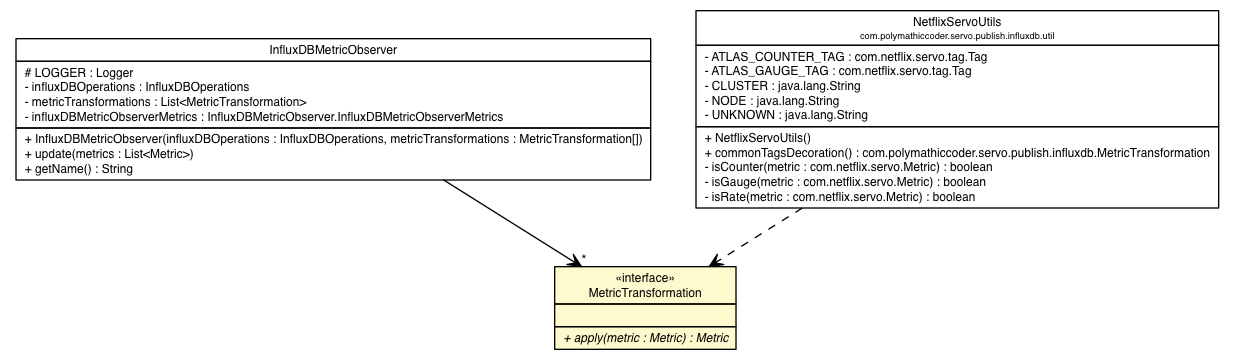 InfluxDBMetricObserver
# LOGGER : Logger
- influxDBOperations : InfluxDBOperations
- metricTransformations : List<MetricTransformation>
- influxDBMetricObserverMetrics : InfluxDBMetricObserver.InfluxDBMetricObserverMetrics
+ InfluxDBMetricObserver(influxDBOperations : InfluxDBOperations, metricTransformations : MetricTransformation[])
+ update(metrics : List<Metric>)
+ getName() : String
NetflixServoUtils
com.polymathiccoder.servo.publish.influxdb.util
- ATLAS_COUNTER_TAG : com.netflix.servo.tag.Tag
- ATLAS_GAUGE_TAG : com.netflix.servo.tag.Tag
- CLUSTER : java.lang.String
- NODE : java.lang.String
- UNKNOWN : java.lang.String
+ NetflixServoUtils()
+ commonTagsDecoration() : com.polymathiccoder.servo.publish.influxdb.MetricTransformation
- isCounter(metric : com.netflix.servo.Metric) : boolean
- isGauge(metric : com.netflix.servo.Metric) : boolean
- isRate(metric : com.netflix.servo.Metric) : boolean
*
«interface»
MetricTransformation
+ apply(metric : Metric) : Metric